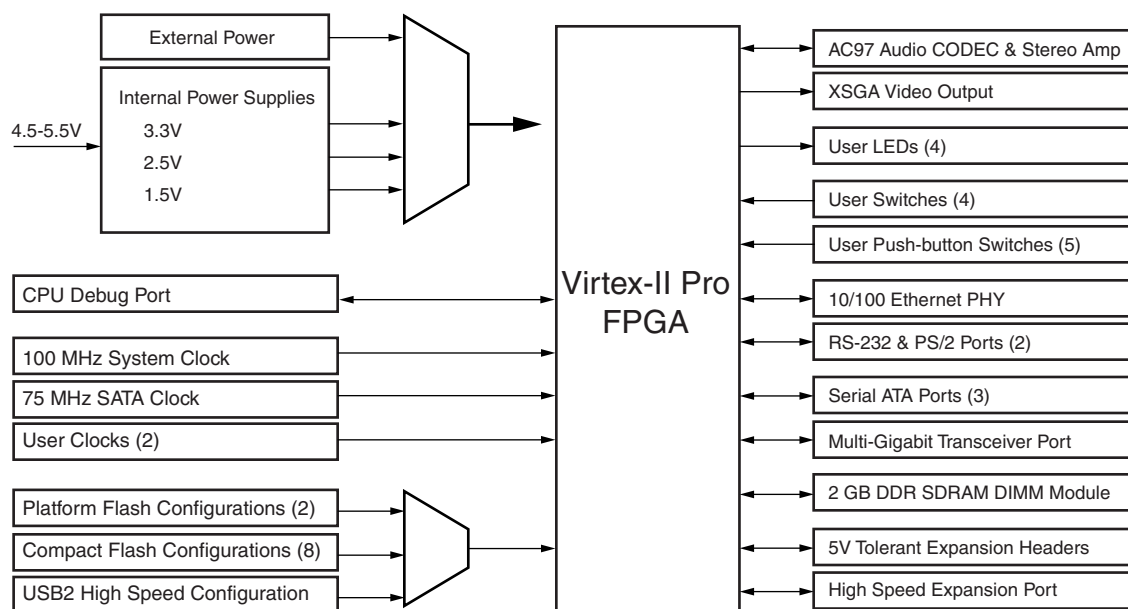 External Power
Internal Power Supplies
4.5-5.5V
3.3V
2.5V
1.5V
CPU Debug Port
100 MHz System Clock
75 MHz SATA Clock
User Clocks (2)
Platform Flash Configurations (2)
Compact Flash Configurations (8)
USB2 High Speed Configuration
Virtex-II Pro
FPGA
AC97 Audio CODEC & Stereo Amp
XSGA Video Output
User LEDs (4)
User Switches (4)
User Push-button Switches (5)
10/100 Ethernet PHY
RS-232 & PS/2 Ports (2)
Serial ATA Ports (3)
Multi-Gigabit Transceiver Port
2 GB DDR SDRAM DIMM Module
5V Tolerant Expansion Headers
High Speed Expansion Port